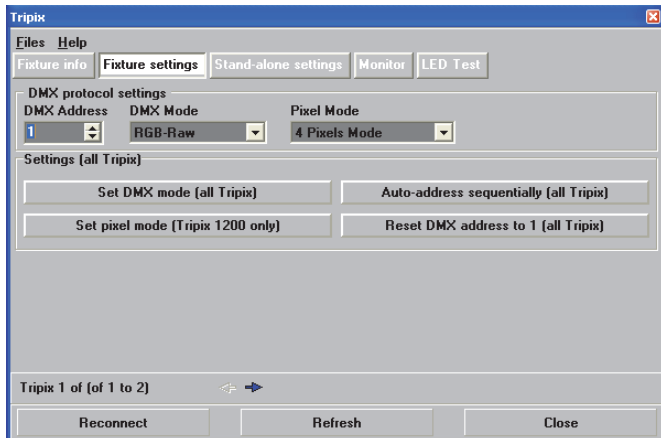 Tripix
Files Help
Fixture info Fixture settings Stand-alone settings Monitor LED Test
DMX protocol settings
DMX Address DMX Mode Pixel Mode
1 RGB-Raw 4 Pixels Mode
Settings (all Tripix)
Set DMX mode (all Tripix) Auto-address sequentially (all Tripix)
Set pixel mode (Tripix 1200 only) Reset DMX address to 1 (all Tripix)
Tripix 1 of (of 1 to 2)
Reconnect Refresh Close